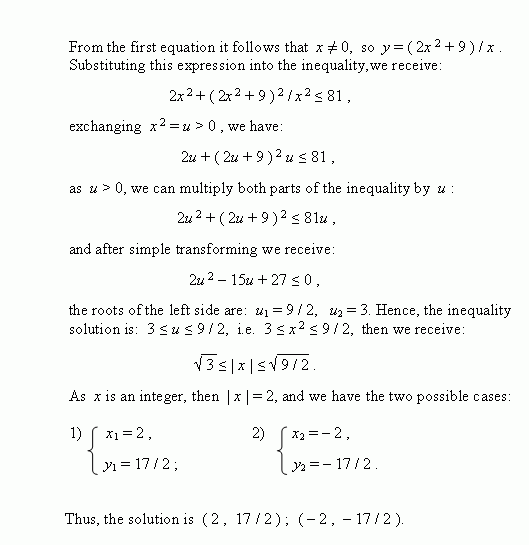 From the first equation it follows that x ≠ 0, so y = ( 2x² + 9 ) / x .
Substituting this expression into the inequality,we receive:
2x² + ( 2x² + 9 )² / x² ≤ 81 ,
exchanging x² = u > 0 , we have:
2u + ( 2u + 9 )² u ≤ 81 ,
as u > 0, we can multiply both parts of the inequality by u :
2u² + ( 2u + 9 )² ≤ 81u ,
and after simple transforming we receive:
2u² – 15u + 27 ≤ 0 ,
the roots of the left side are: u₁ = 9 / 2, u₂ = 3. Hence, the inequality
solution is: 3 ≤ u ≤ 9 / 2, i.e. 3 ≤ x² ≤ 9 / 2, then we receive:
√3 ≤ | x | ≤ √9 / 2 .
As x is an integer, then | x | = 2, and we have the two possible cases:
1) { x₁ = 2 , 2) { x₂ = – 2 ,
y₁ = 17 / 2 ; y₂ = – 17 / 2 .
Thus, the solution is ( 2 , 17 / 2 ) ; ( – 2 , – 17 / 2 ).